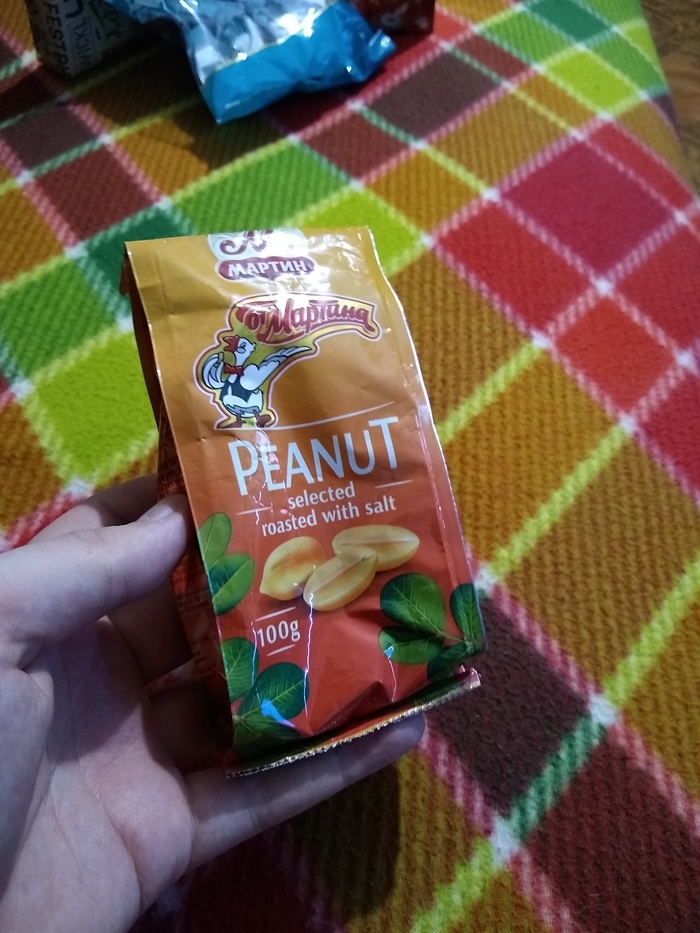 МАРТИН
от Мартина
PEANUT
selected
roasted with salt
100g